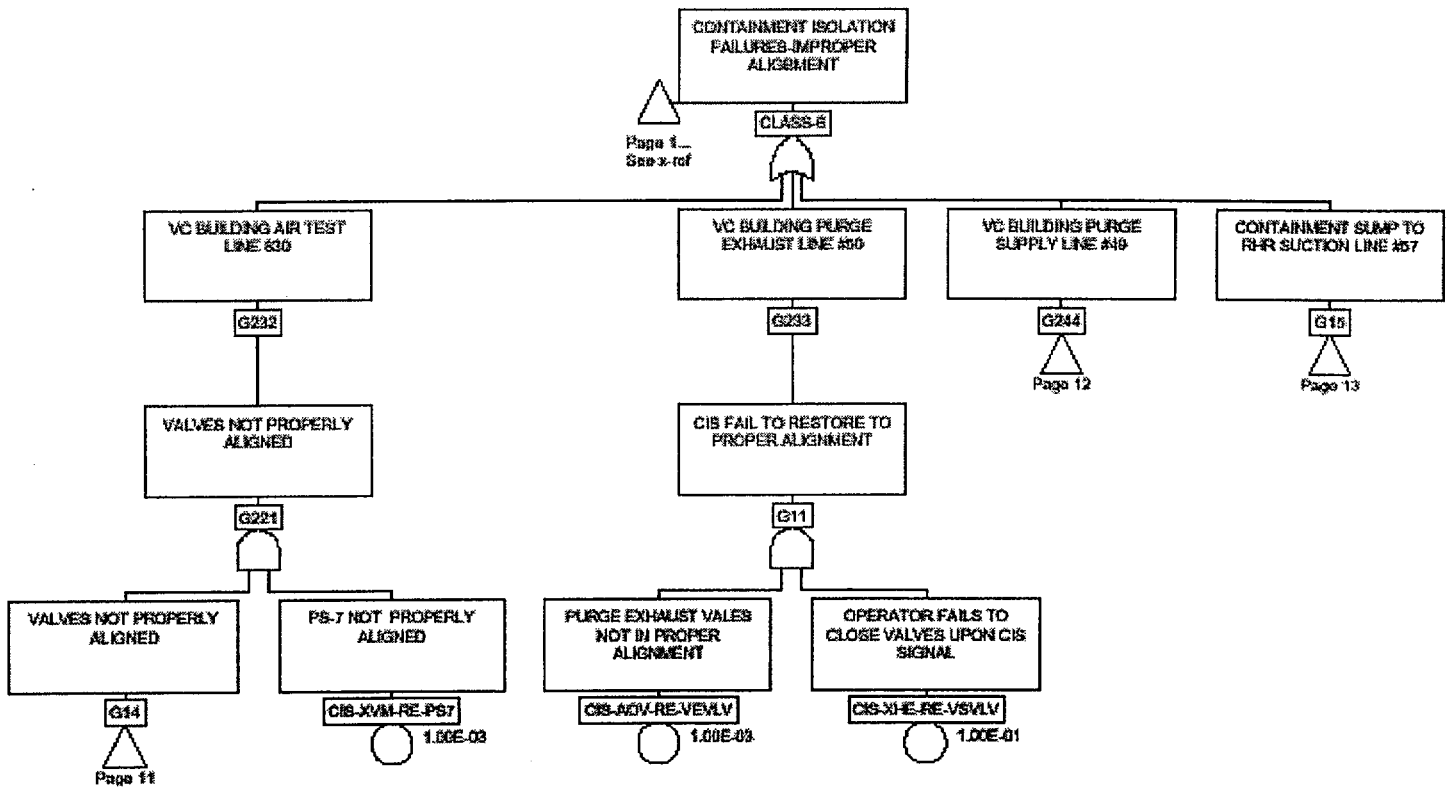 CONTAINMENT ISOLATION
FAILURES-IMPROPER
ALIGBMENT
CLASS-6
Page 1...
See x-ref
VC BUILDING AIR TEST
LINE 630
G232
VC BUILDING PURGE
EXHAUST LINE #50
G233
VC BUILDING PURGE
SUPPLY LINE #49
G244
Page 12
CONTAINMENT SUMP TO
RHR SUCTION LINE #57
G15
Page 13
VALVES NOT PROPERLY
ALIGNED
G221
CIS FAIL TO RESTORE TO
PROPER ALIGNMENT
G11
VALVES NOT PROPERLY
ALIGNED
G14
Page 11
PS-7 NOT PROPERLY
ALIGNED
CIS-XVM-RE-PS7
1.00E-03
PURGE EXHAUST VALES
NOT IN PROPER
ALIGNMENT
CIS-AOV-RE-VEVLV
1.00E-03
OPERATOR FAILS TO
CLOSE VALVES UPON CIS
SIGNAL
CIS-XHE-RE-VSVLV
1.00E-01